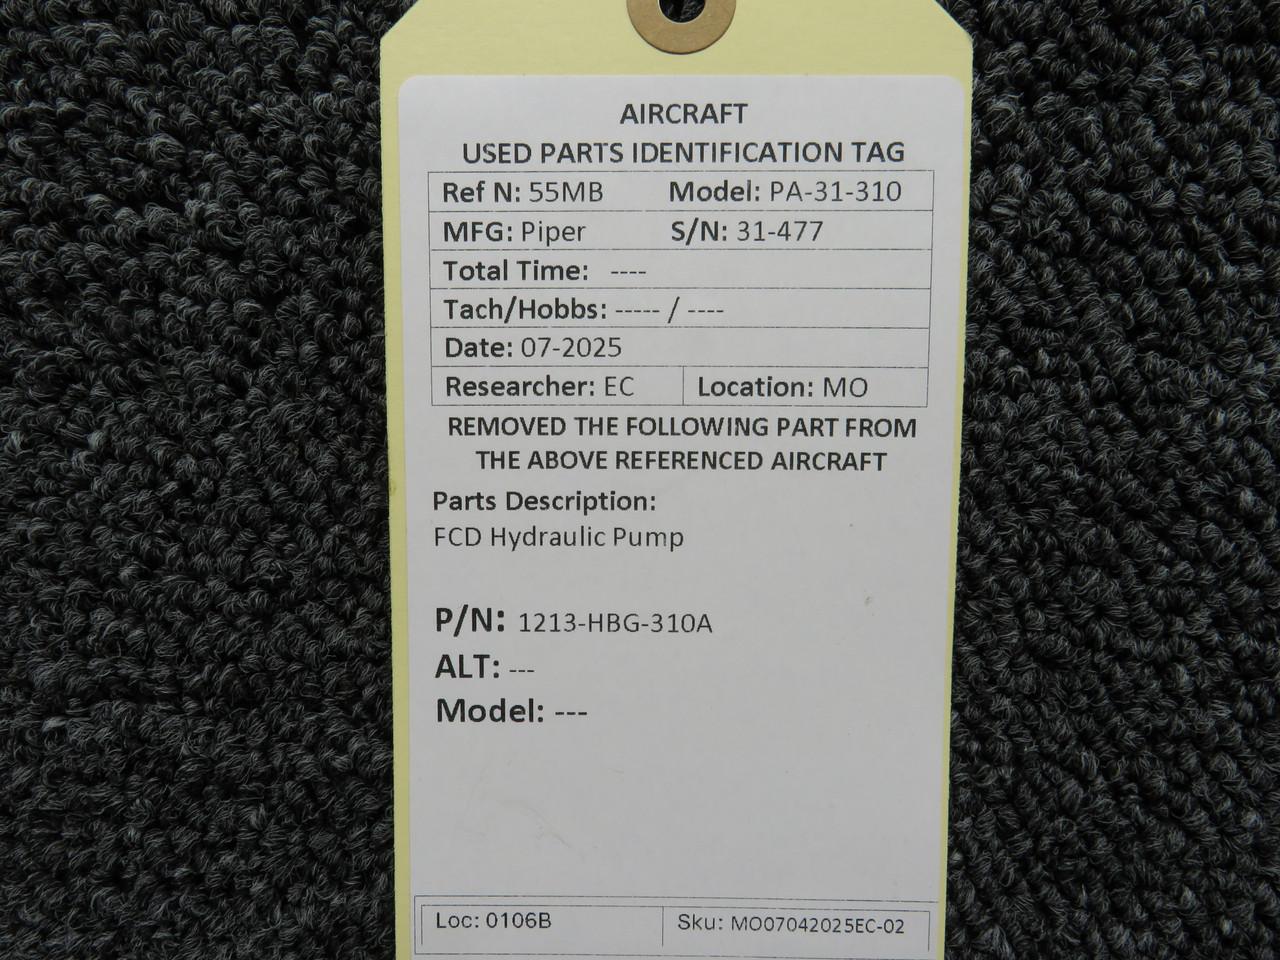 AIRCRAFT
USED PARTS IDENTIFICATION TAG
Ref N: 55MB Model: PA-31-310
MFG: Piper S/N: 31-477
Total Time: ----
Tach/Hobbs: ----- / ----
Date: 07-2025
Researcher: EC Location: MO
REMOVED THE FOLLOWING PART FROM
THE ABOVE REFERENCED AIRCRAFT
Parts Description:
FCD Hydraulic Pump
P/N: 1213-HBG-310A
ALT: ---
Model: ---
Loc: 0106B Sku: MO07042025EC-02